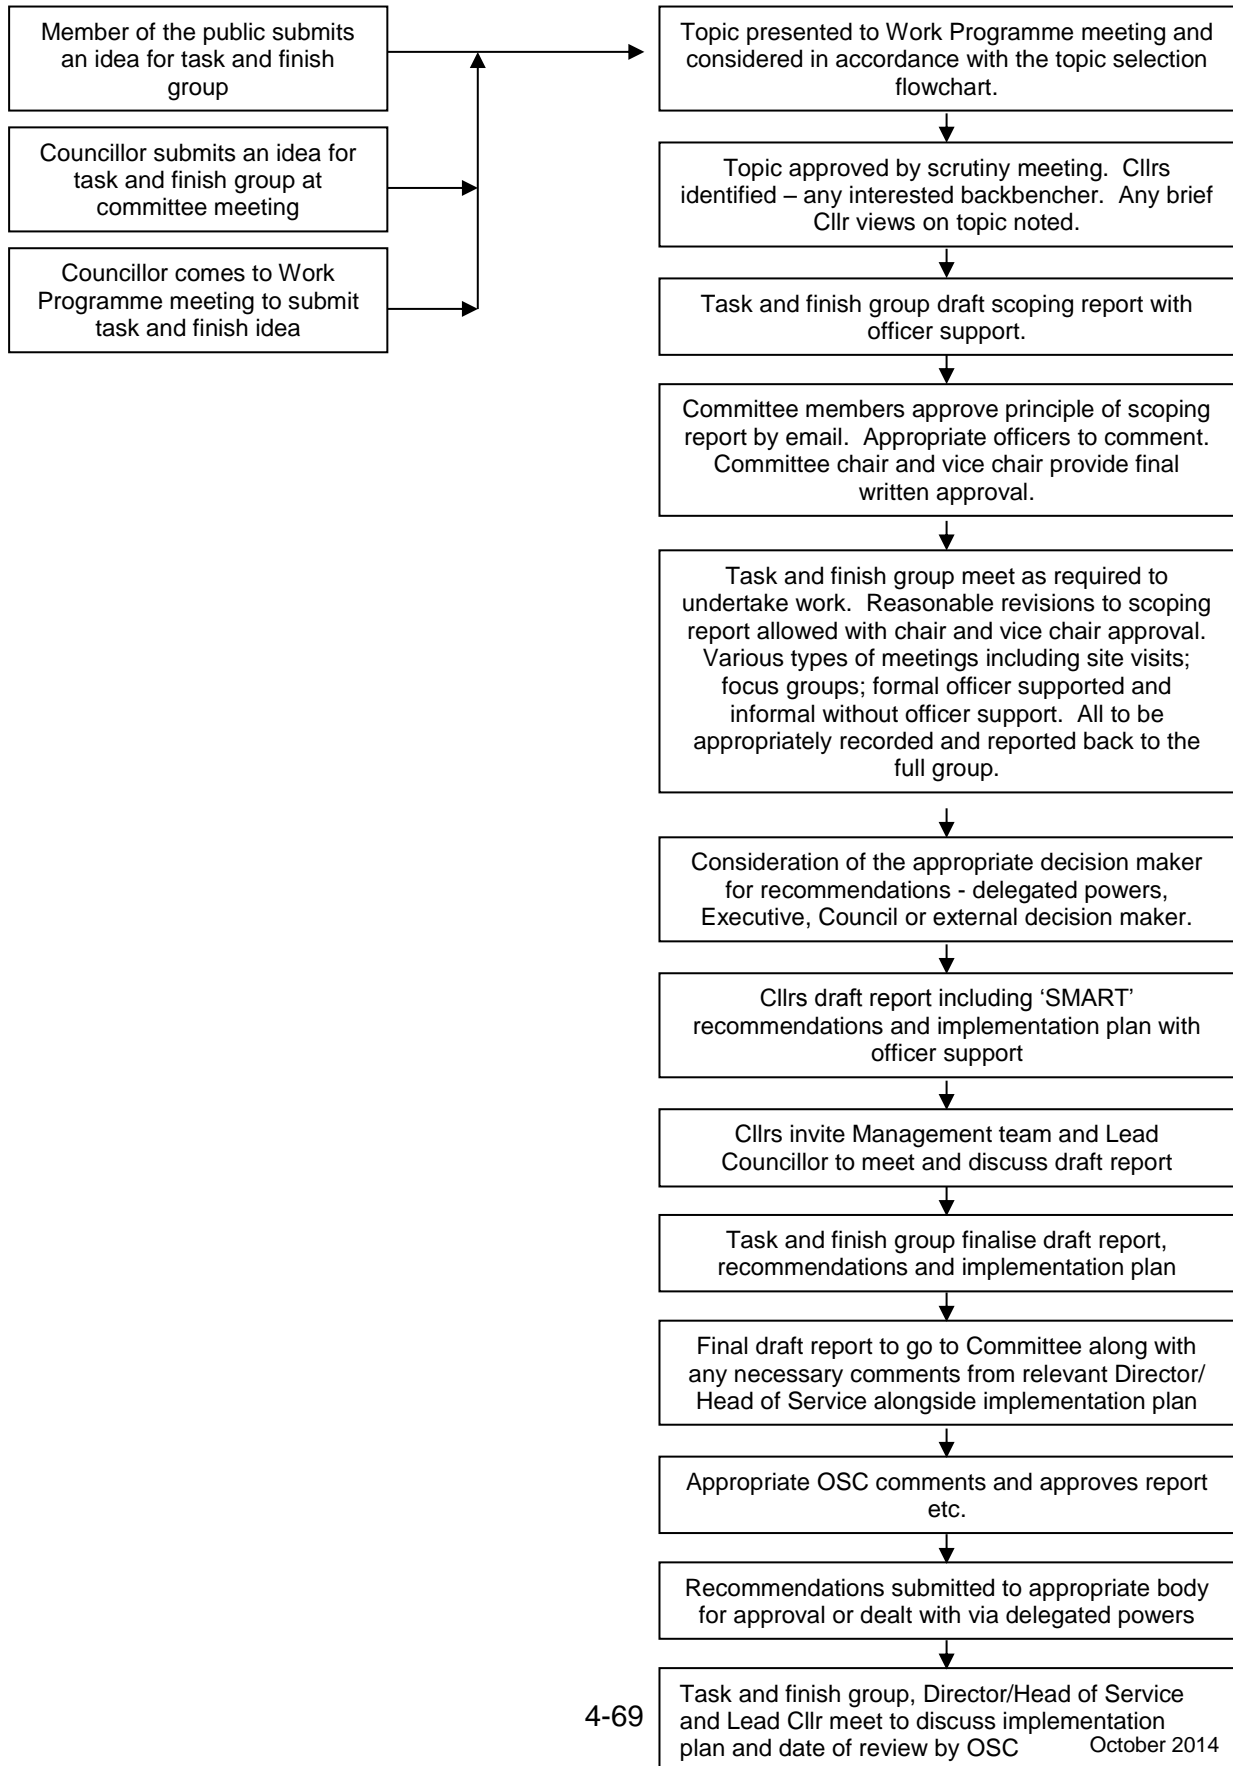 Member of the public submits
an idea for task and finish
group
Councillor submits an idea for
task and finish group at
committee meeting
Councillor comes to Work
Programme meeting to submit
task and finish idea
Topic presented to Work Programme meeting and
considered in accordance with the topic selection
flowchart.
Topic approved by scrutiny meeting. Cllrs
identified – any interested backbencher. Any brief
Cllr views on topic noted.
Task and finish group draft scoping report with
officer support.
Committee members approve principle of scoping
report by email. Appropriate officers to comment.
Committee chair and vice chair provide final
written approval.
Task and finish group meet as required to
undertake work. Reasonable revisions to scoping
report allowed with chair and vice chair approval.
Various types of meetings including site visits;
focus groups; formal officer supported and
informal without officer support. All to be
appropriately recorded and reported back to the
full group.
Consideration of the appropriate decision maker
for recommendations - delegated powers,
Executive, Council or external decision maker.
Cllrs draft report including ‘SMART’
recommendations and implementation plan with
officer support
Cllrs invite Management team and Lead
Councillor to meet and discuss draft report
Task and finish group finalise draft report,
recommendations and implementation plan
Final draft report to go to Committee along with
any necessary comments from relevant Director/
Head of Service alongside implementation plan
Appropriate OSC comments and approves report
etc.
Recommendations submitted to appropriate body
for approval or dealt with via delegated powers
Task and finish group, Director/Head of Service
and Lead Cllr meet to discuss implementation
plan and date of review by OSC
4-69
October 2014